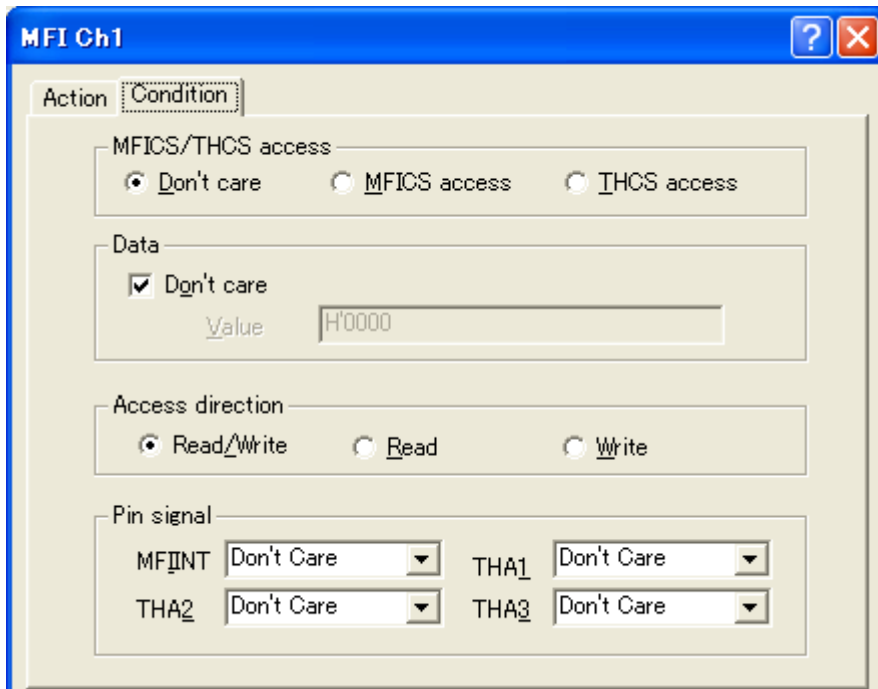 MFI Ch1
Action Condition
MFICS/THCS access
Don't care MFICS access THCS access
Data
Don't care
Value H'0000
Access direction
Read/Write Read Write
Pin signal
MFIINT Don't Care THA1 Don't Care
THA2 Don't Care THA3 Don't Care